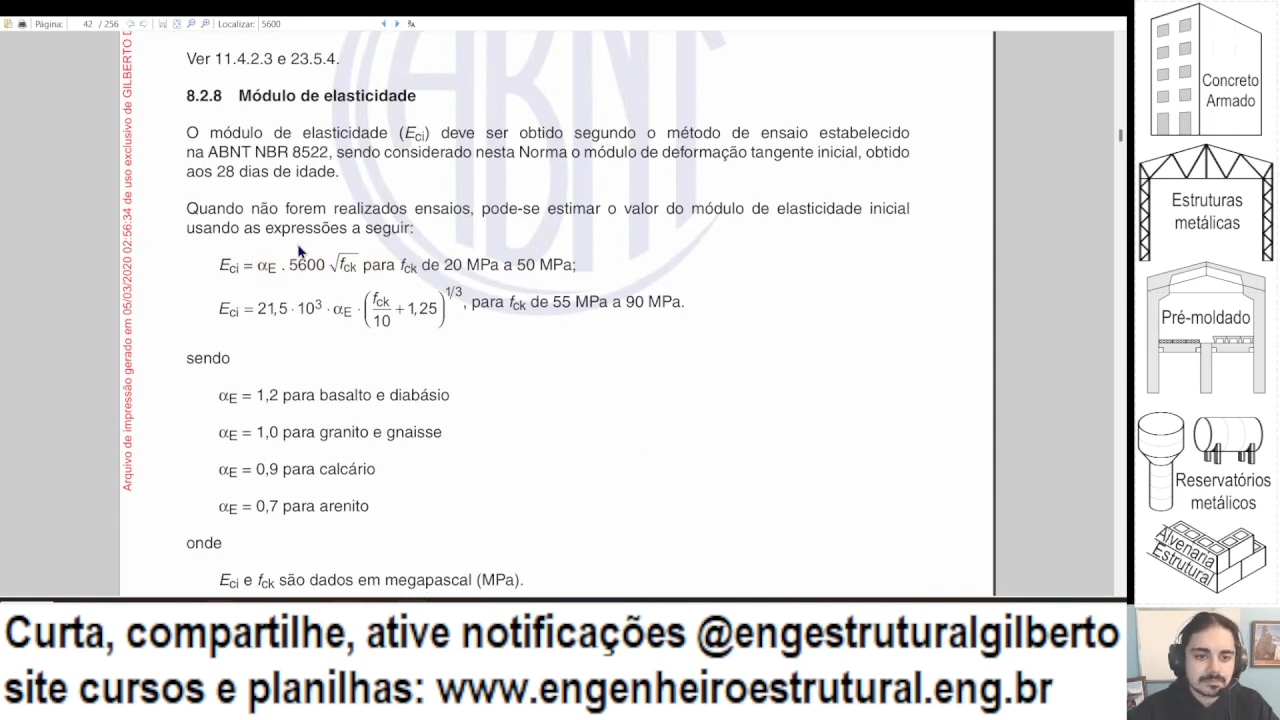 Página: 42 / 256 Localizar: 5600
Ver 11.4.2.3 e 23.5.4.
8.2.8 Módulo de elasticidade
O módulo de elasticidade (Eci) deve ser obtido segundo o método de ensaio estabelecido
na ABNT NBR 8522, sendo considerado nesta Norma o módulo de deformação tangente inicial, obtido
aos 28 dias de idade.
Quando não forem realizados ensaios, pode-se estimar o valor do módulo de elasticidade inicial
usando as expressões a seguir:
Eci = αE . 5600 √fck para fck de 20 MPa a 50 MPa;
Eci = 21,5 · 10³ · αE · (fck/10 + 1,25)^1/3, para fck de 55 MPa a 90 MPa.
sendo
αE = 1,2 para basalto e diabásio
αE = 1,0 para granito e gnaisse
αE = 0,9 para calcário
αE = 0,7 para arenito
onde
Eci e fck são dados em megapascal (MPa).
Arquivo de impressão gerado em 05/03/2020 02:56:34 de uso exclusivo de GILBERTO
ABNT
Concreto
Armado
Estruturas
metálicas
Pré-moldado
Reservatórios
metálicos
Alvenaria
Estrutural
Curta, compartilhe, ative notificações @engestruturalgilberto
site cursos e planilhas: www.engenheiroestrutural.eng.br